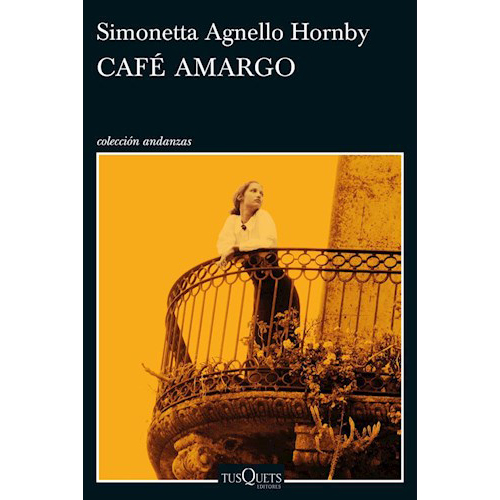 Simonetta Agnello Hornby
CAFÉ AMARGO
colección andanzas
TUSQUETS
EDITORES